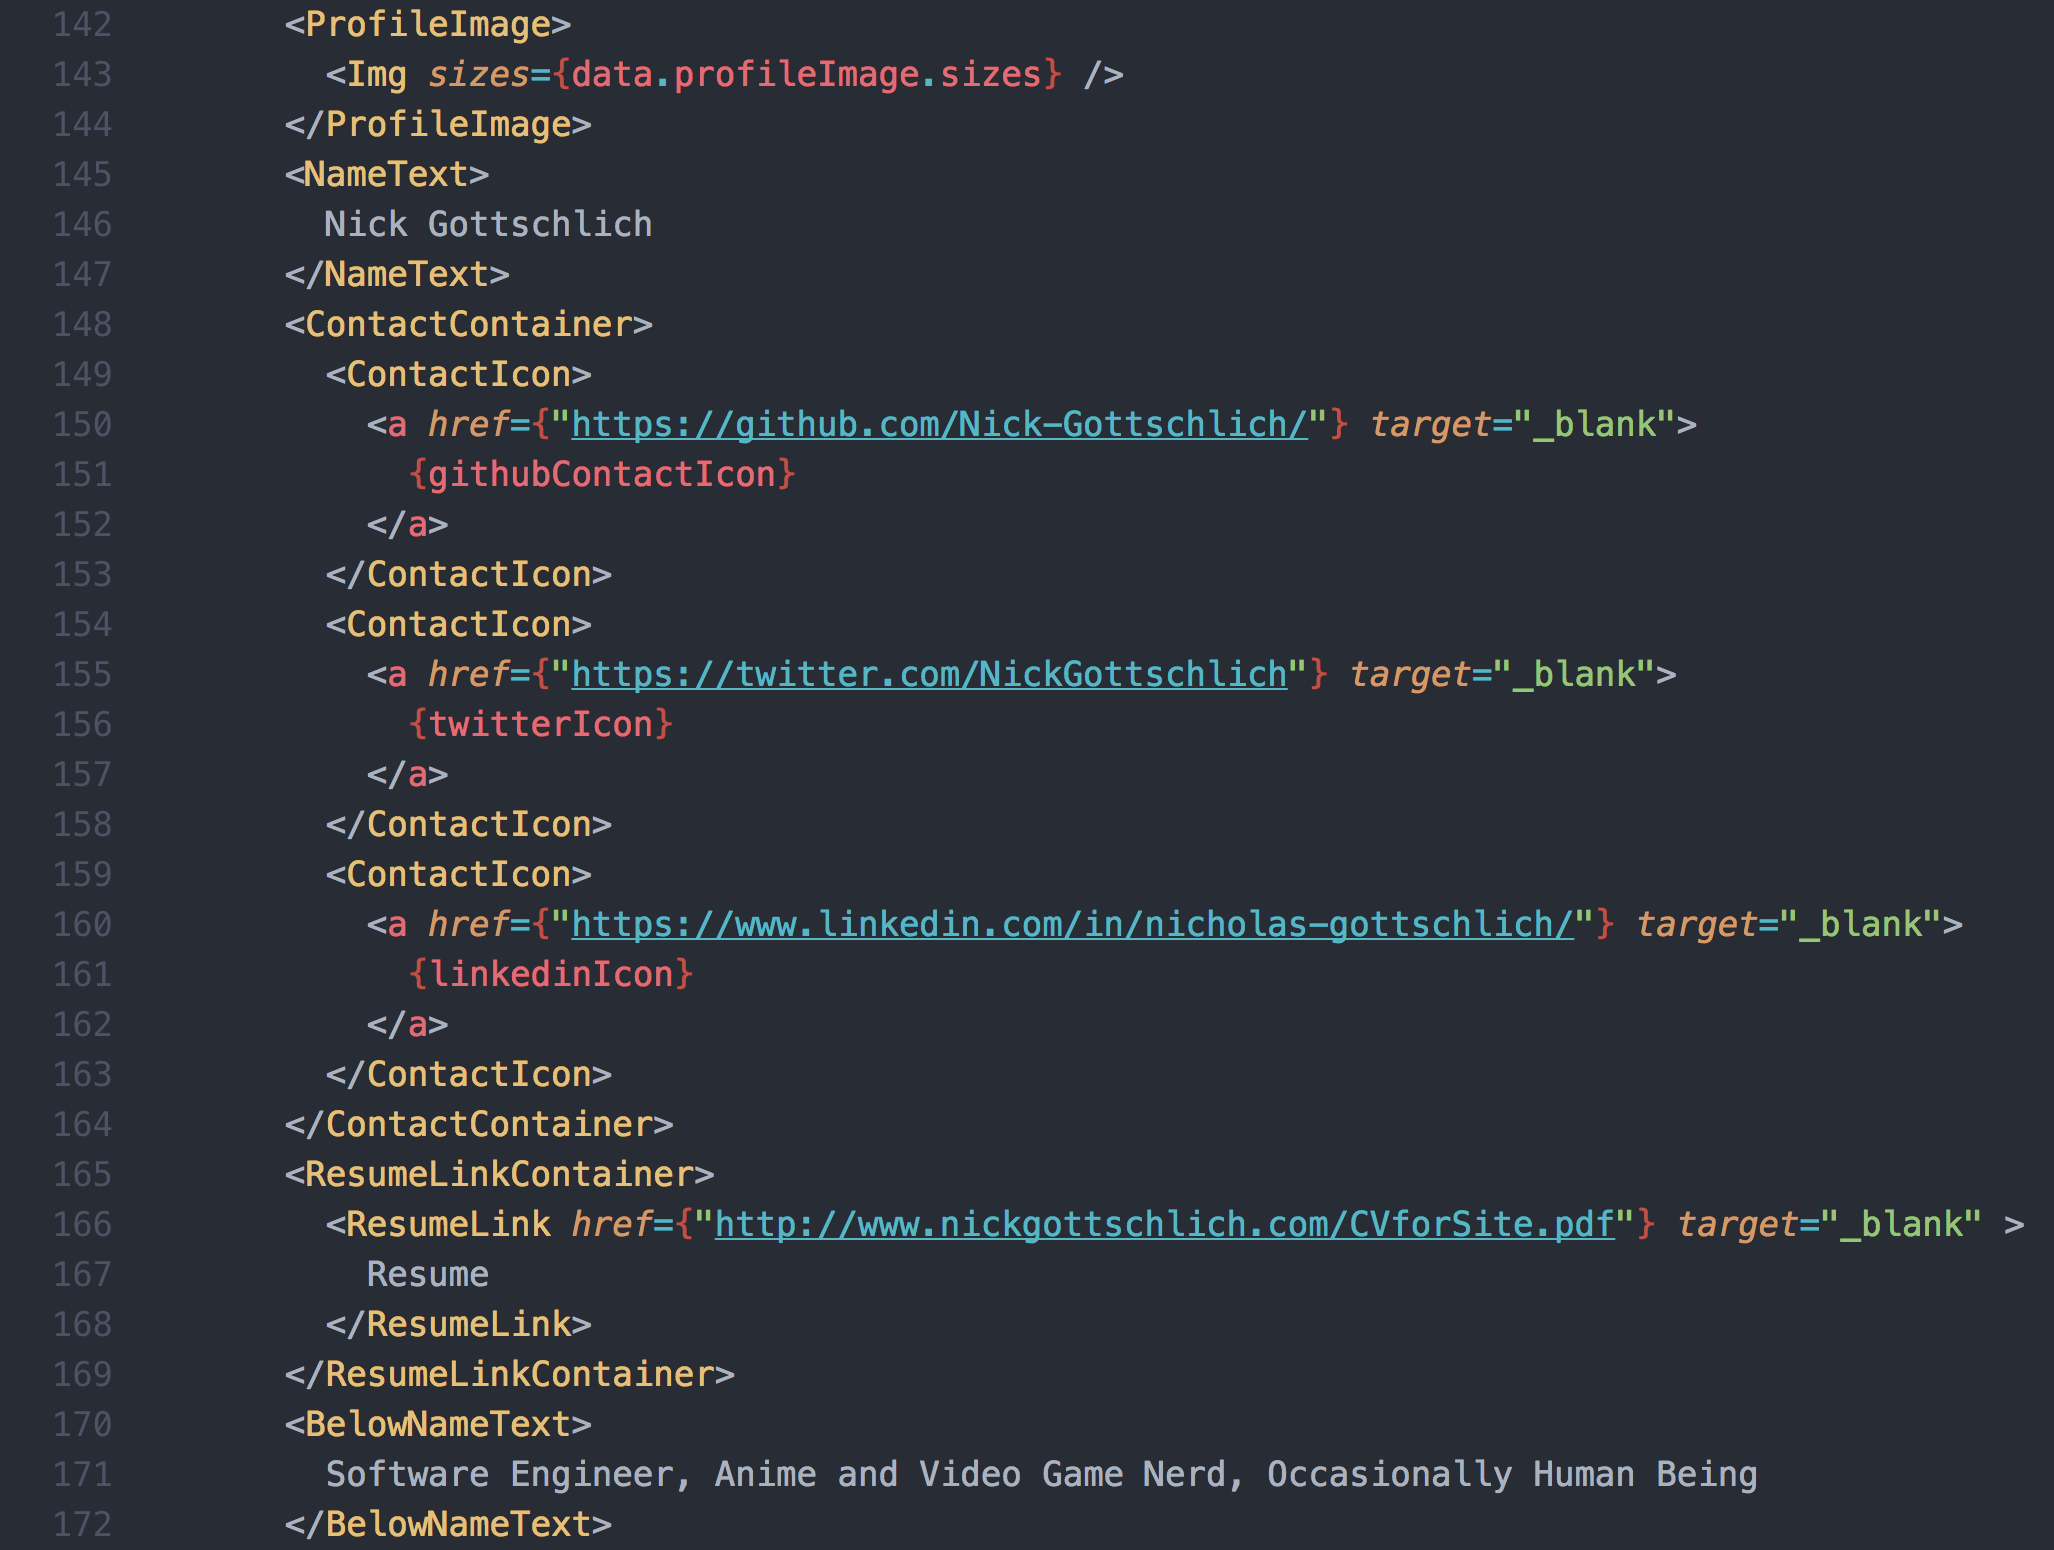 142 <ProfileImage>
143 <Img sizes={data.profileImage.sizes} />
144 </ProfileImage>
145 <NameText>
146 Nick Gottschlich
147 </NameText>
148 <ContactContainer>
149 <ContactIcon>
150 <a href={"https://github.com/Nick-Gottschlich/"} target="_blank">
151 {githubContactIcon}
152 </a>
153 </ContactIcon>
154 <ContactIcon>
155 <a href={"https://twitter.com/NickGottschlich"} target="_blank">
156 {twitterIcon}
157 </a>
158 </ContactIcon>
159 <ContactIcon>
160 <a href={"https://www.linkedin.com/in/nicholas-gottschlich/"} target="_blank">
161 {linkedinIcon}
162 </a>
163 </ContactIcon>
164 </ContactContainer>
165 <ResumeLinkContainer>
166 <ResumeLink href={"http://www.nickgottschlich.com/CVforSite.pdf"} target="_blank" >
167 Resume
168 </ResumeLink>
169 </ResumeLinkContainer>
170 <BelowNameText>
171 Software Engineer, Anime and Video Game Nerd, Occasionally Human Being
172 </BelowNameText>